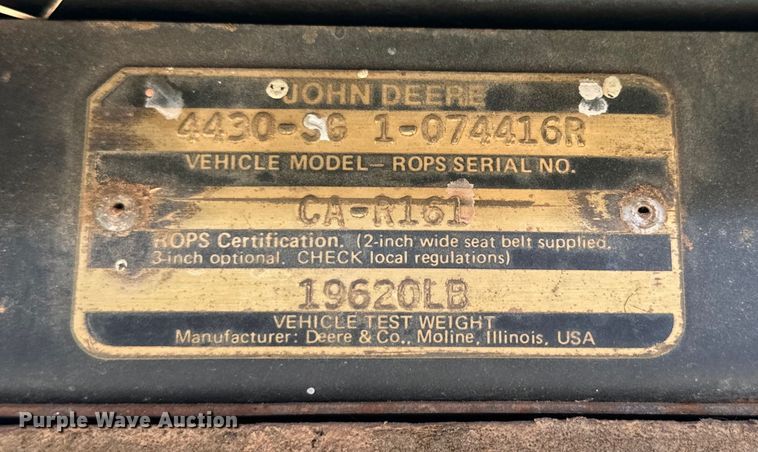 JOHN DEERE
4430-SG 1-074416R
VEHICLE MODEL - ROPS SERIAL NO.
CA-R161
ROPS Certification. (2-inch wide seat belt supplied.
3-inch optional. CHECK local regulations)
19620LB
VEHICLE TEST WEIGHT
Manufacturer: Deere & Co., Moline, Illinois, USA
Purple Wave Auction